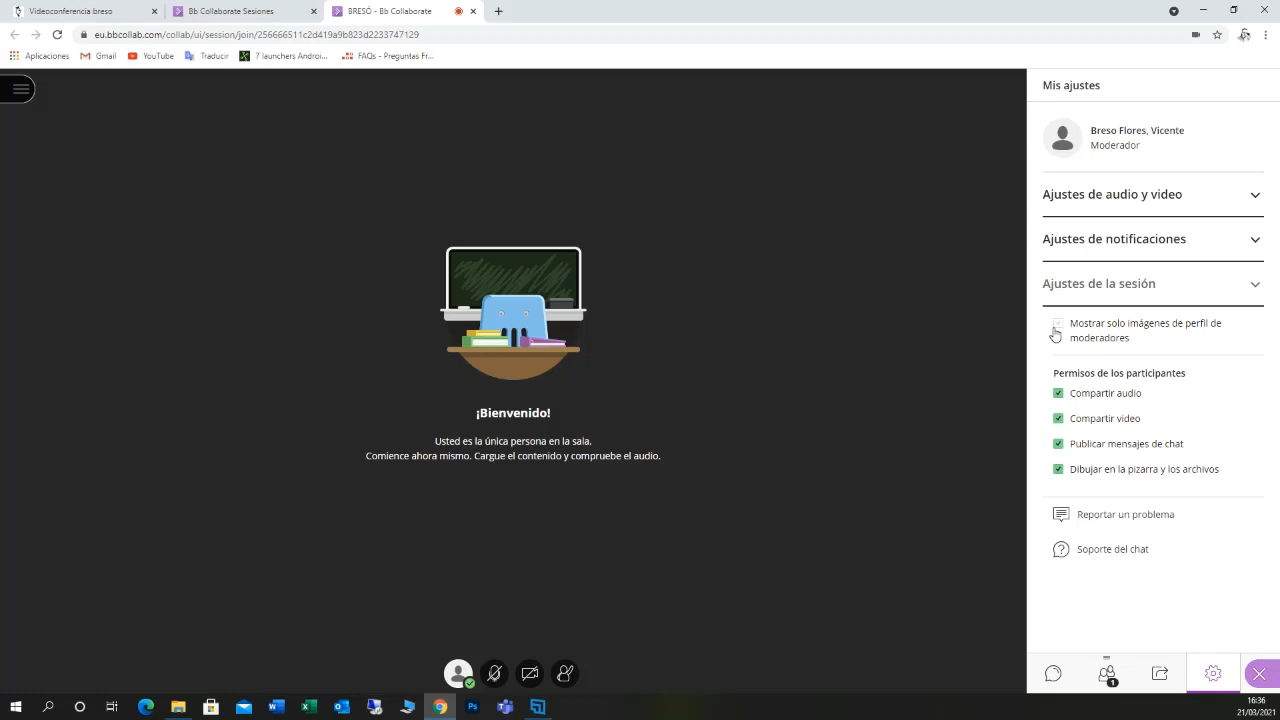 Videoconferencia breso
Bb Collaborate Sesiones
BRESÓ - Bb Collaborate
eu.bbcollab.com/collab/ui/session/join/256666511c2d419a9b823d2233747129
Aplicaciones
Gmail
YouTube
Traducir
7 launchers Androi...
FAQs - Preguntas Fr...
Mis ajustes
Breso Flores, Vicente
Moderador
Ajustes de audio y video
Ajustes de notificaciones
Ajustes de la sesión
Mostrar solo imágenes de perfil de
moderadores
Permisos de los participantes
Compartir audio
Compartir video
Publicar mensajes de chat
Dibujar en la pizarra y los archivos
Reportar un problema
Soporte del chat
¡Bienvenido!
Usted es la única persona en la sala.
Comience ahora mismo. Cargue el contenido y compruebe el audio.
1
16:36
21/03/2021